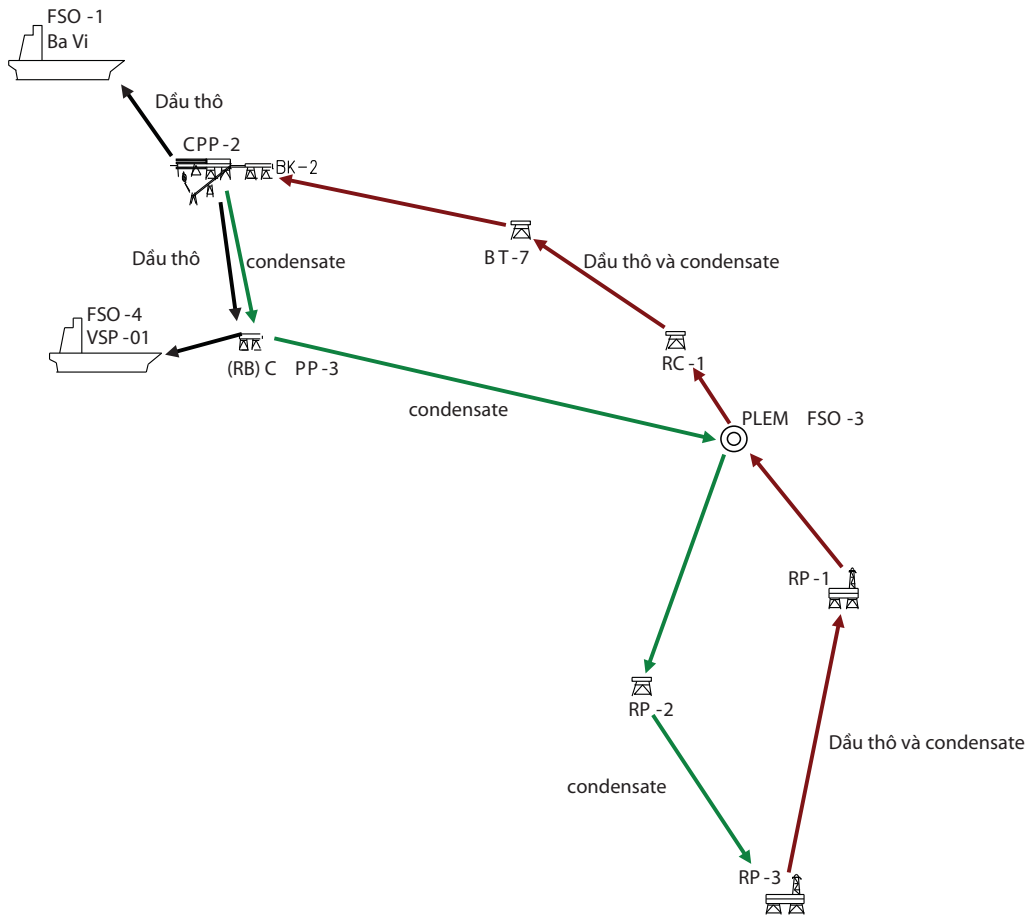 FSO -1
Ba Vi
Dầu thô
CPP -2
BK-2
BT-7
Dầu thô
condensate
Dầu thô và condensate
FSO -4
VSP -01
(RB) C PP-3
RC -1
condensate
PLEM FSO -3
RP -1
RP -2
Dầu thô và condensate
condensate
RP -3